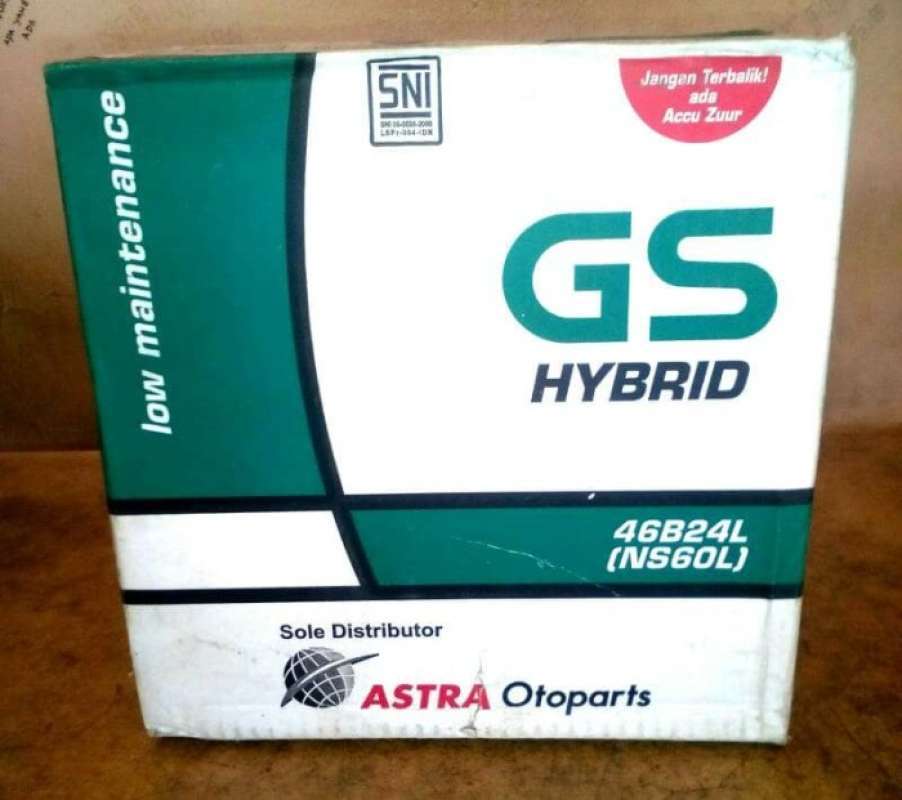 SNI
Jangan Terbalik!
ada
Accu Zuur
low maintenance
GS
HYBRID
46B24L
(NS60L)
Sole Distributor
ASTRA Otoparts